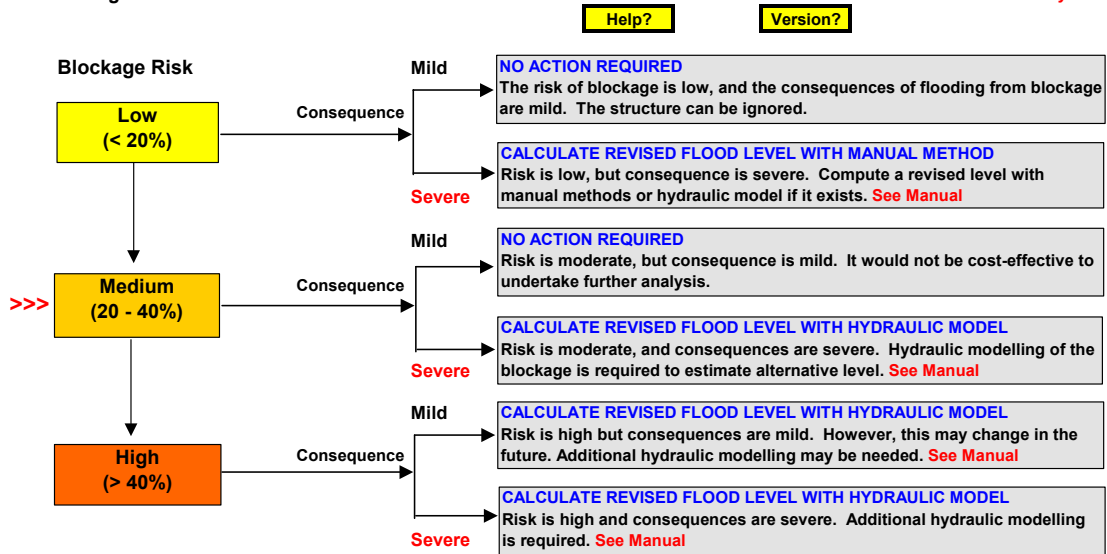 Help?
Version?
Blockage Risk
Mild
NO ACTION REQUIRED
The risk of blockage is low, and the consequences of flooding from blockage
are mild. The structure can be ignored.
Low
(< 20%)
Consequence
CALCULATE REVISED FLOOD LEVEL WITH MANUAL METHOD
Risk is low, but consequence is severe. Compute a revised level with
manual methods or hydraulic model if it exists. See Manual
Severe
Mild
NO ACTION REQUIRED
Risk is moderate, but consequence is mild. It would not be cost-effective to
undertake further analysis.
>>>
Medium
(20 - 40%)
Consequence
CALCULATE REVISED FLOOD LEVEL WITH HYDRAULIC MODEL
Risk is moderate, and consequences are severe. Hydraulic modelling of the
blockage is required to estimate alternative level. See Manual
Severe
Mild
CALCULATE REVISED FLOOD LEVEL WITH HYDRAULIC MODEL
Risk is high but consequences are mild. However, this may change in the
future. Additional hydraulic modelling may be needed. See Manual
High
(> 40%)
Consequence
CALCULATE REVISED FLOOD LEVEL WITH HYDRAULIC MODEL
Risk is high and consequences are severe. Additional hydraulic modelling
is required. See Manual
Severe